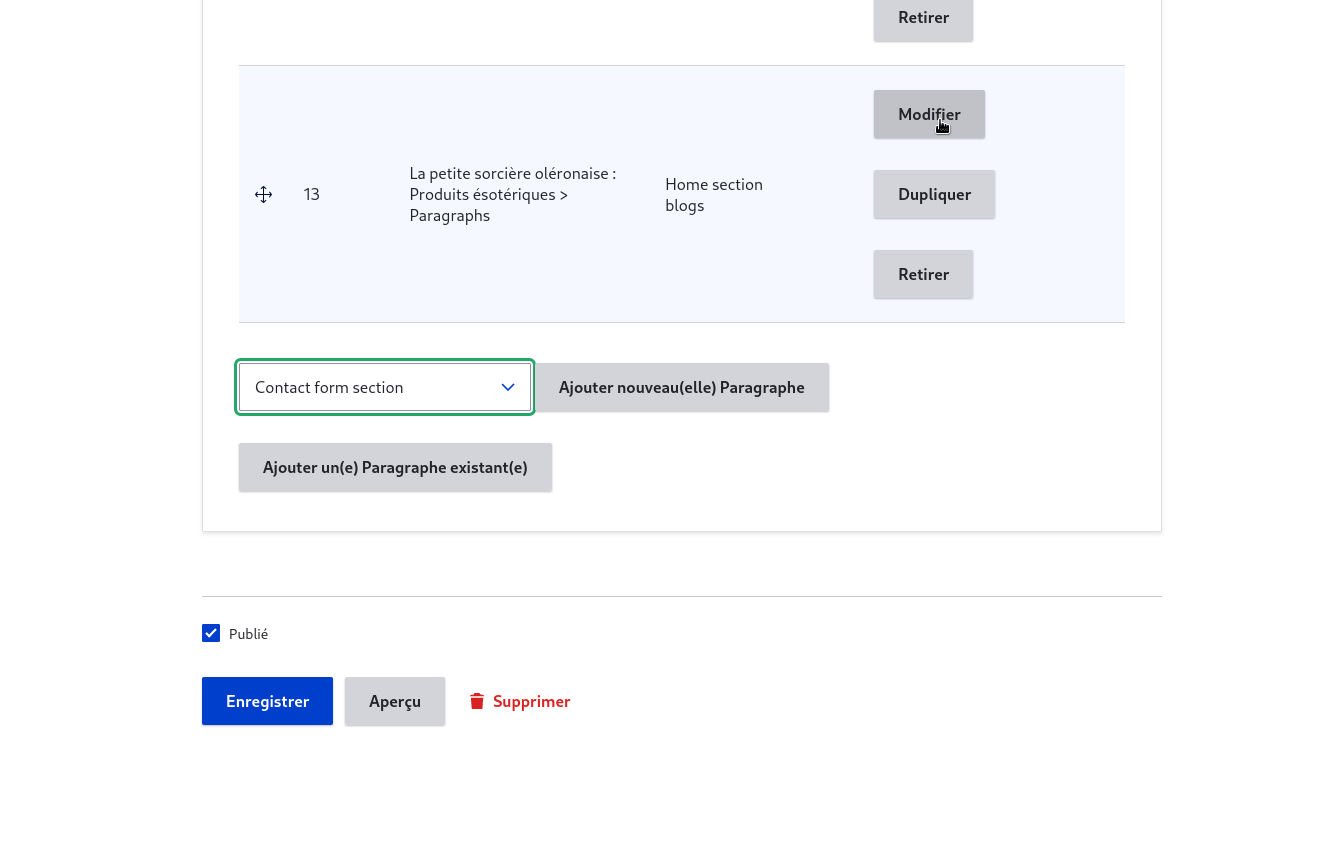 Retirer
Modifier
13
La petite sorcière oléronaise :
Produits ésotériques >
Paragraphs
Home section
blogs
Dupliquer
Retirer
Contact form section
Ajouter nouveau(elle) Paragraphe
Ajouter un(e) Paragraphe existant(e)
Publié
Enregistrer
Aperçu
Supprimer